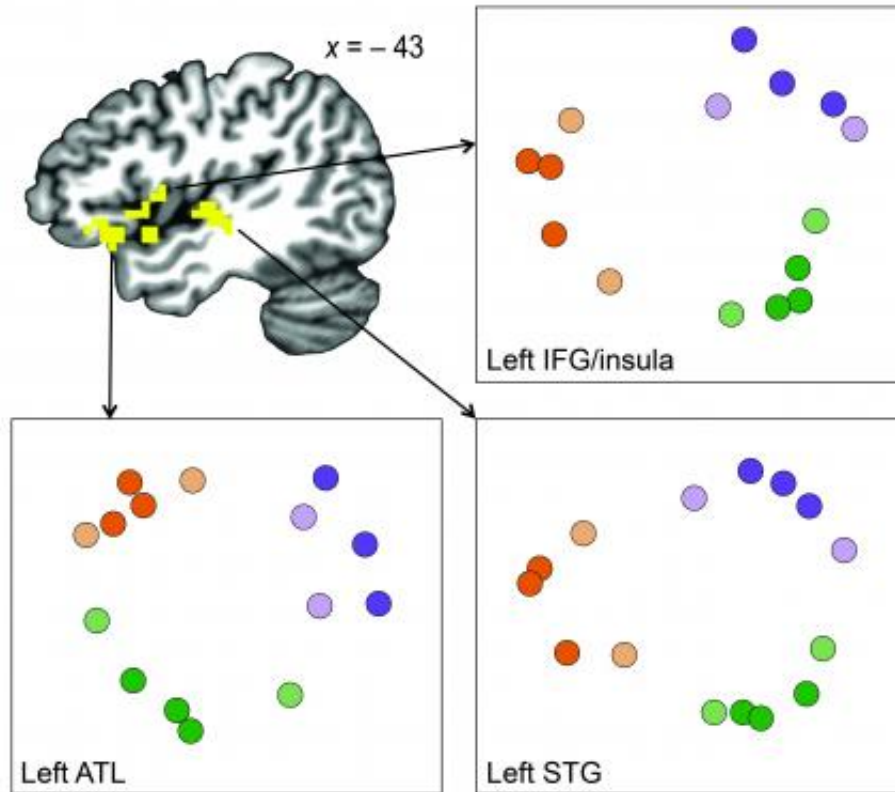 x = – 43
Left IFG/insula
Left ATL
Left STG